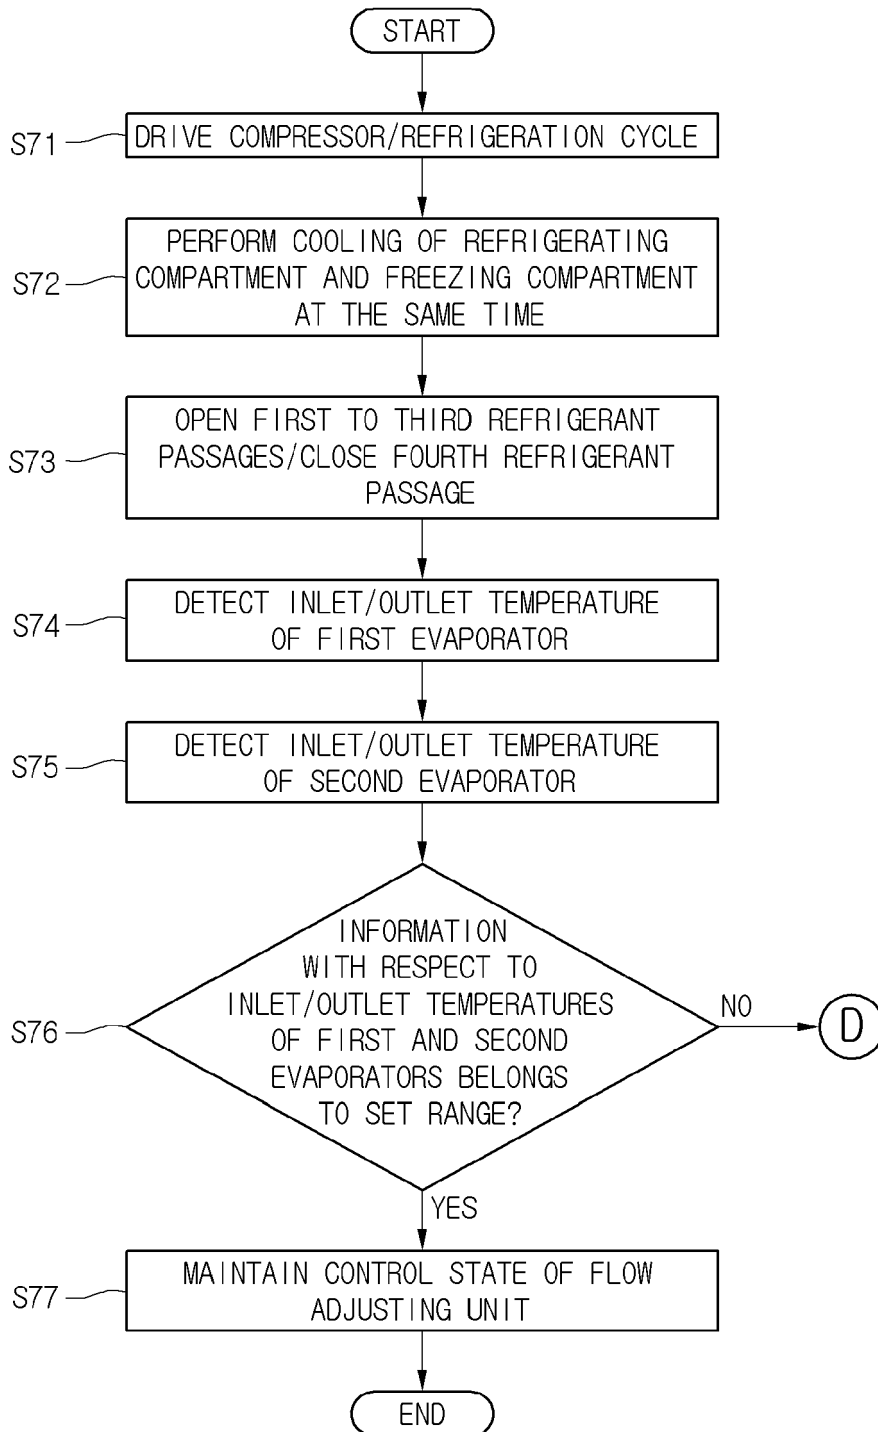 START
S71
DRIVE COMPRESSOR/REFRIGERATION CYCLE
S72
PERFORM COOLING OF REFRIGERATING
COMPARTMENT AND FREEZING COMPARTMENT
AT THE SAME TIME
S73
OPEN FIRST TO THIRD REFRIGERANT
PASSAGES/CLOSE FOURTH REFRIGERANT
PASSAGE
S74
DETECT INLET/OUTLET TEMPERATURE
OF FIRST EVAPORATOR
S75
DETECT INLET/OUTLET TEMPERATURE
OF SECOND EVAPORATOR
S76
INFORMATION
WITH RESPECT TO
INLET/OUTLET TEMPERATURES
OF FIRST AND SECOND
EVAPORATORS BELONGS
TO SET RANGE?
NO
D
YES
S77
MAINTAIN CONTROL STATE OF FLOW
ADJUSTING UNIT
END